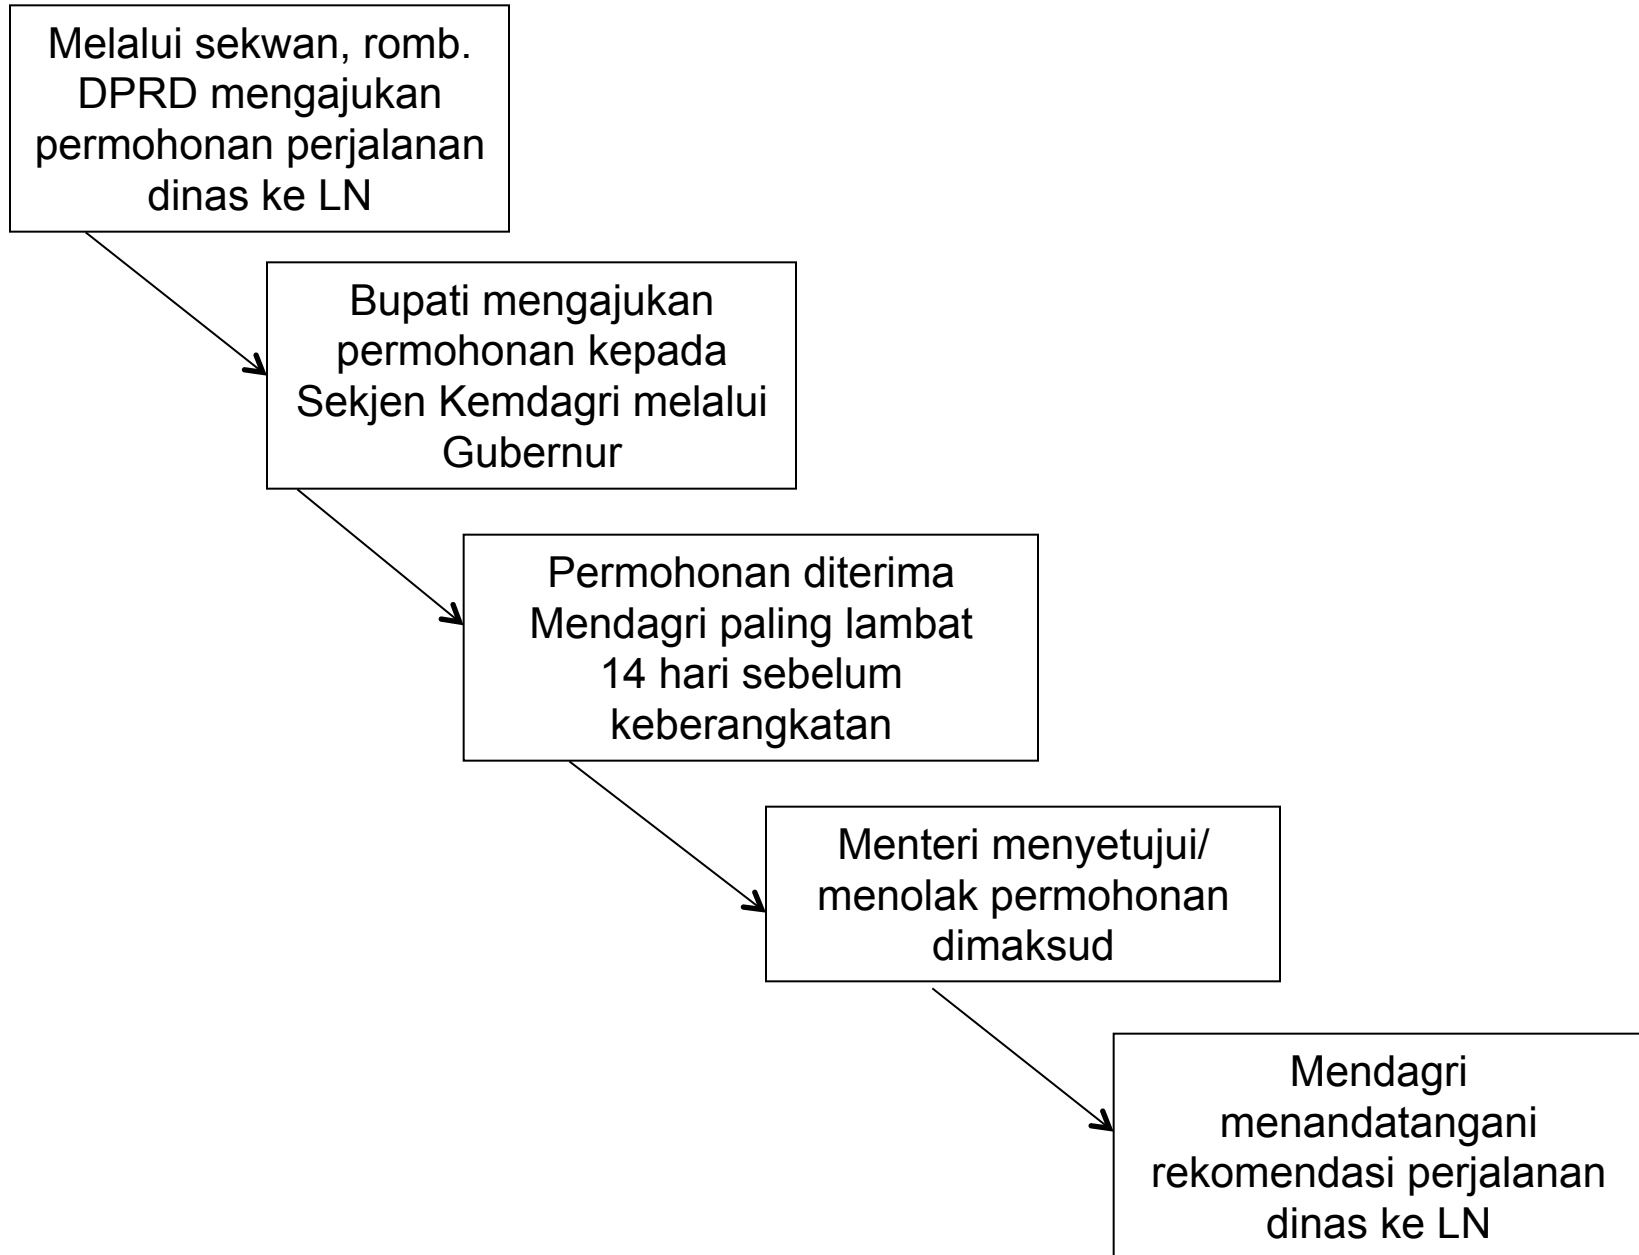 Melalui sekwan, romb.
DPRD mengajukan
permohonan perjalanan
dinas ke LN
Bupati mengajukan
permohonan kepada
Sekjen Kemdagri melalui
Gubernur
Permohonan diterima
Mendagri paling lambat
14 hari sebelum
keberangkatan
Menteri menyetujui/
menolak permohonan
dimaksud
Mendagri
menandatangani
rekomendasi perjalanan
dinas ke LN